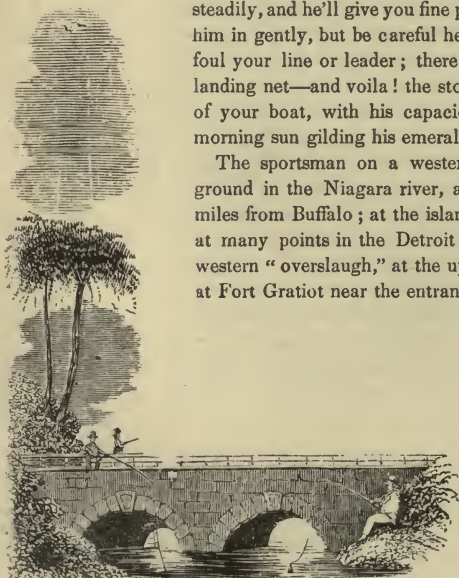 steadily, and he'll give you fine p
him in gently, but be careful he
foul your line or leader ; there
landing net—and voila ! the sto
of your boat, with his capaci
morning sun gilding his emeral
The sportsman on a wester
ground in the Niagara river, a
miles from Buffalo ; at the islan
at many points in the Detroit
western " overslaugh," at the u
at Fort Gratiot near the entran